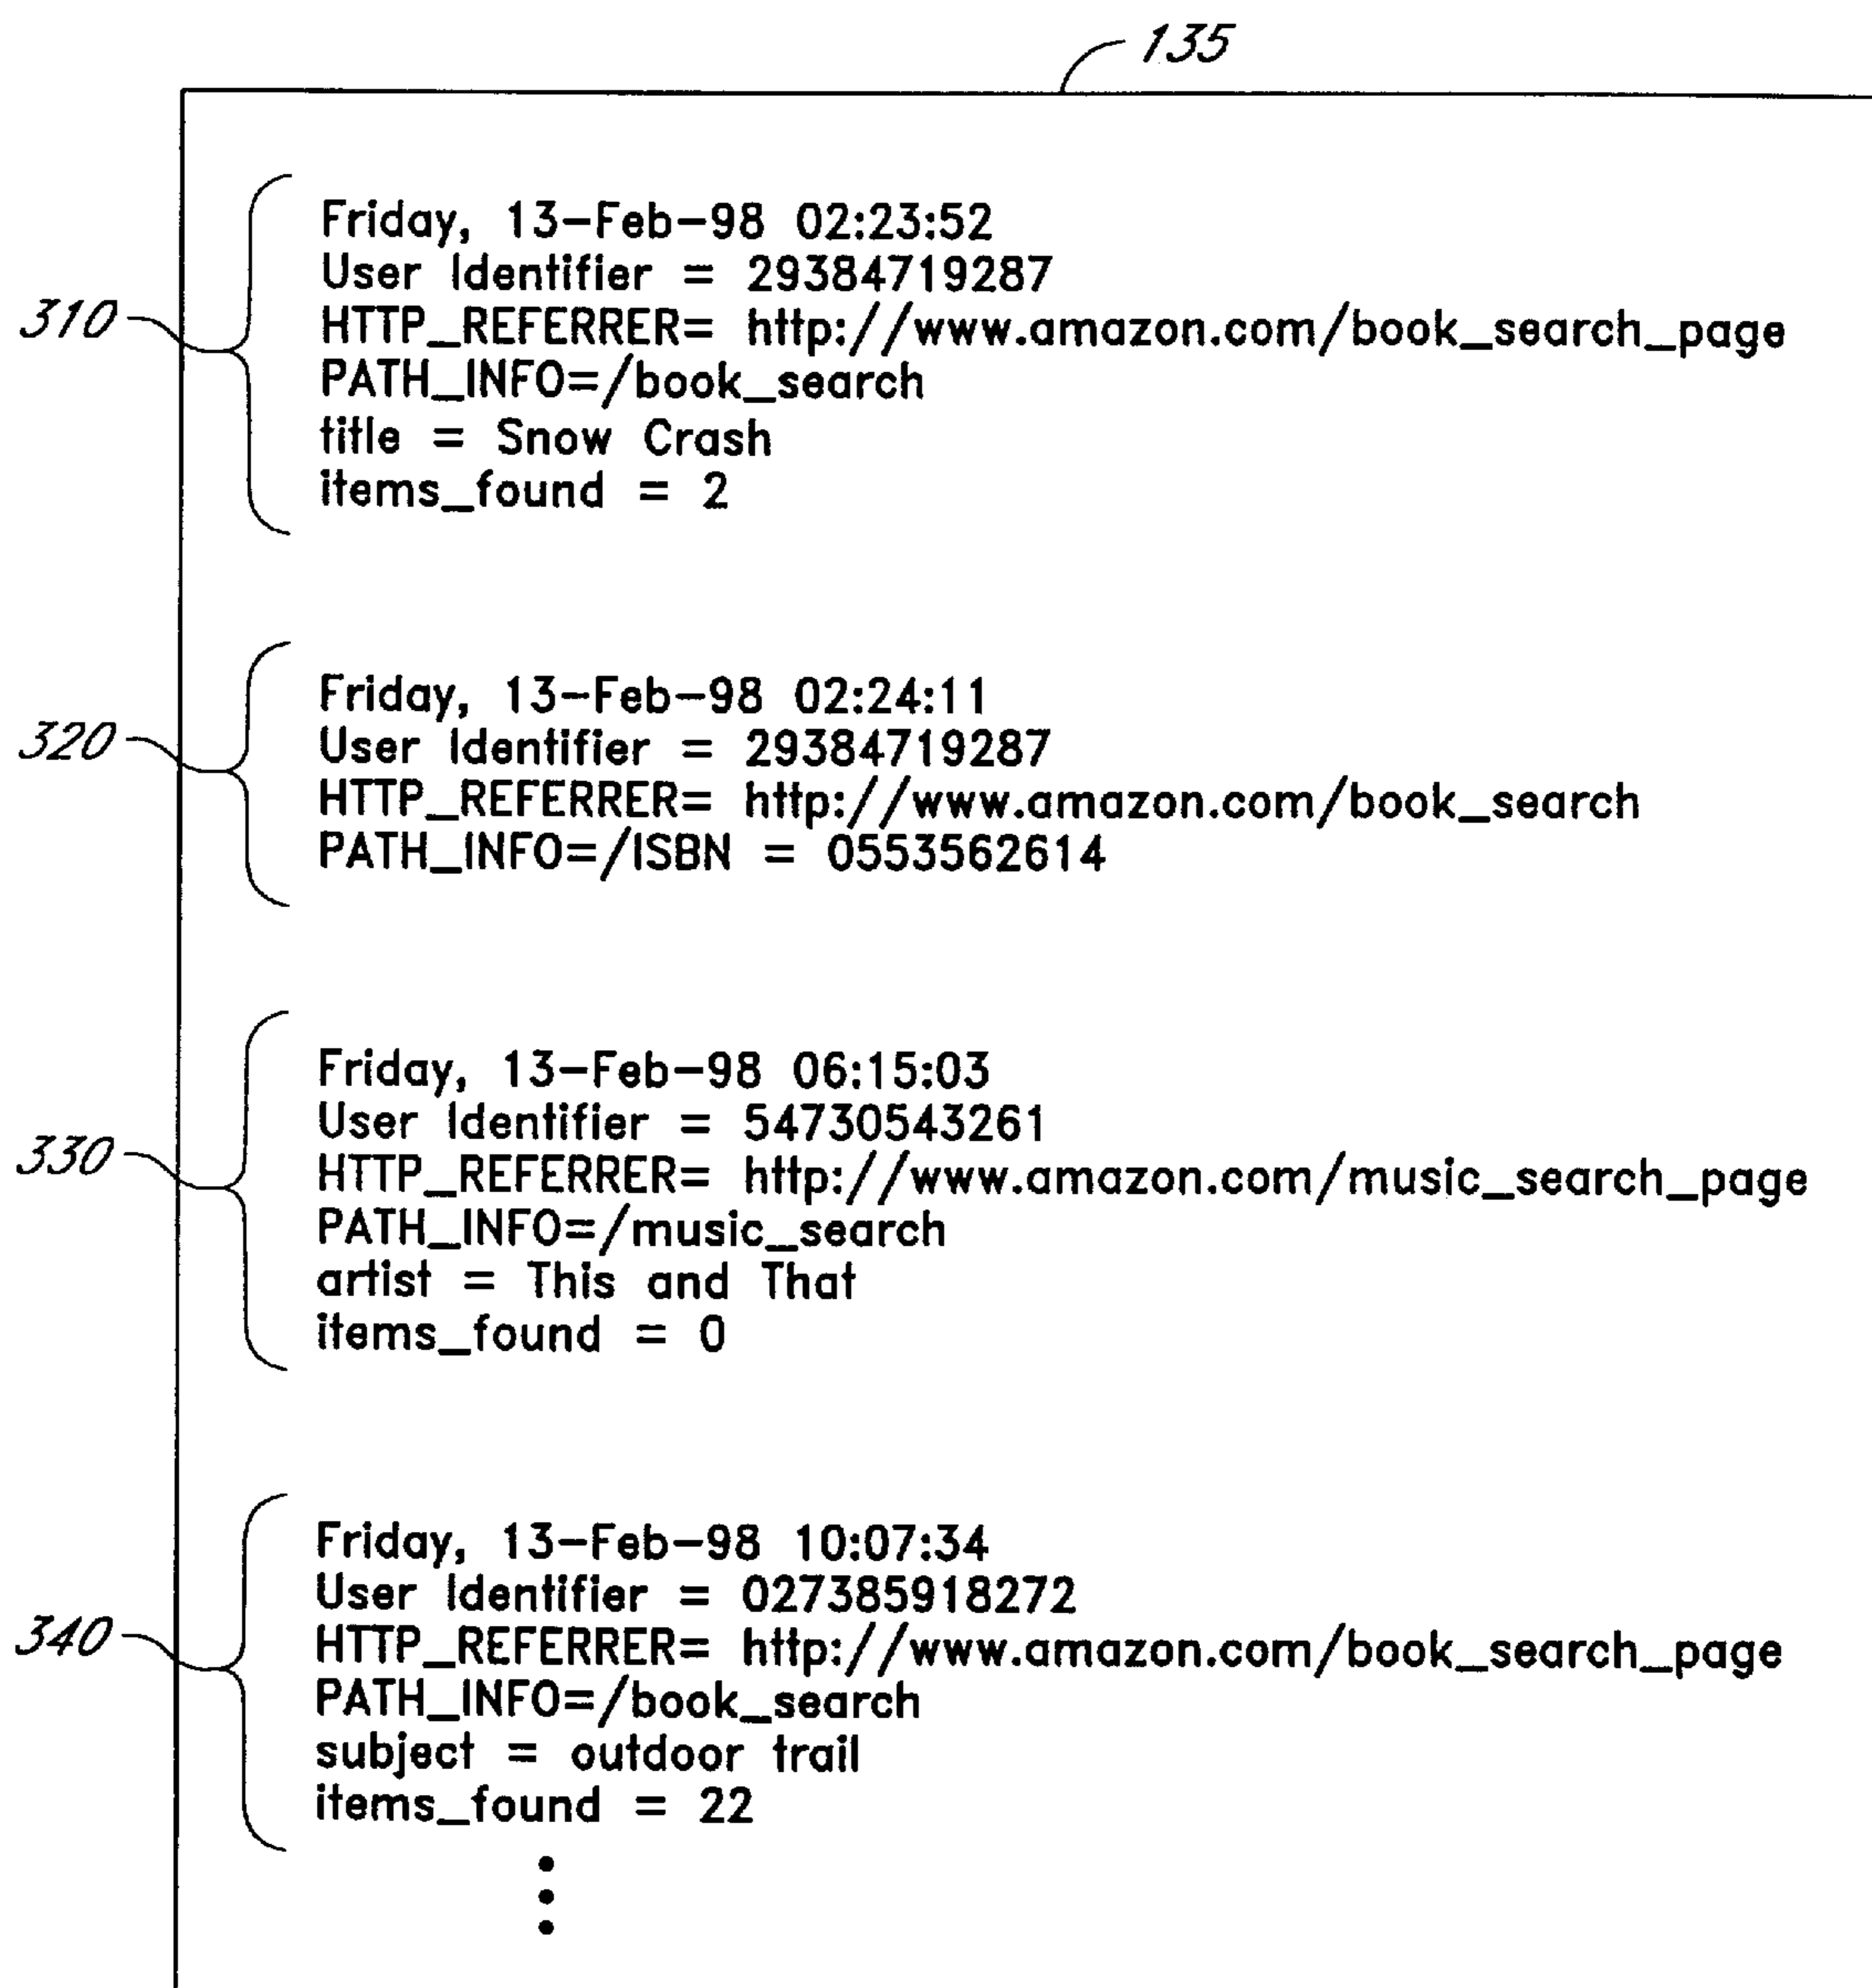 135
310
Friday, 13-Feb-98 02:23:52
User Identifier = 29384719287
HTTP_REFERRER= http://www.amazon.com/book_search_page
PATH_INFO=/book_search
title = Snow Crash
items_found = 2
320
Friday, 13-Feb-98 02:24:11
User Identifier = 29384719287
HTTP_REFERRER= http://www.amazon.com/book_search
PATH_INFO=/ISBN = 0553562614
330
Friday, 13-Feb-98 06:15:03
User Identifier = 54730543261
HTTP_REFERRER= http://www.amazon.com/music_search_page
PATH_INFO=/music_search
artist = This and That
items_found = 0
340
Friday, 13-Feb-98 10:07:34
User Identifier = 027385918272
HTTP_REFERRER= http://www.amazon.com/book_search_page
PATH_INFO=/book_search
subject = outdoor trail
items_found = 22